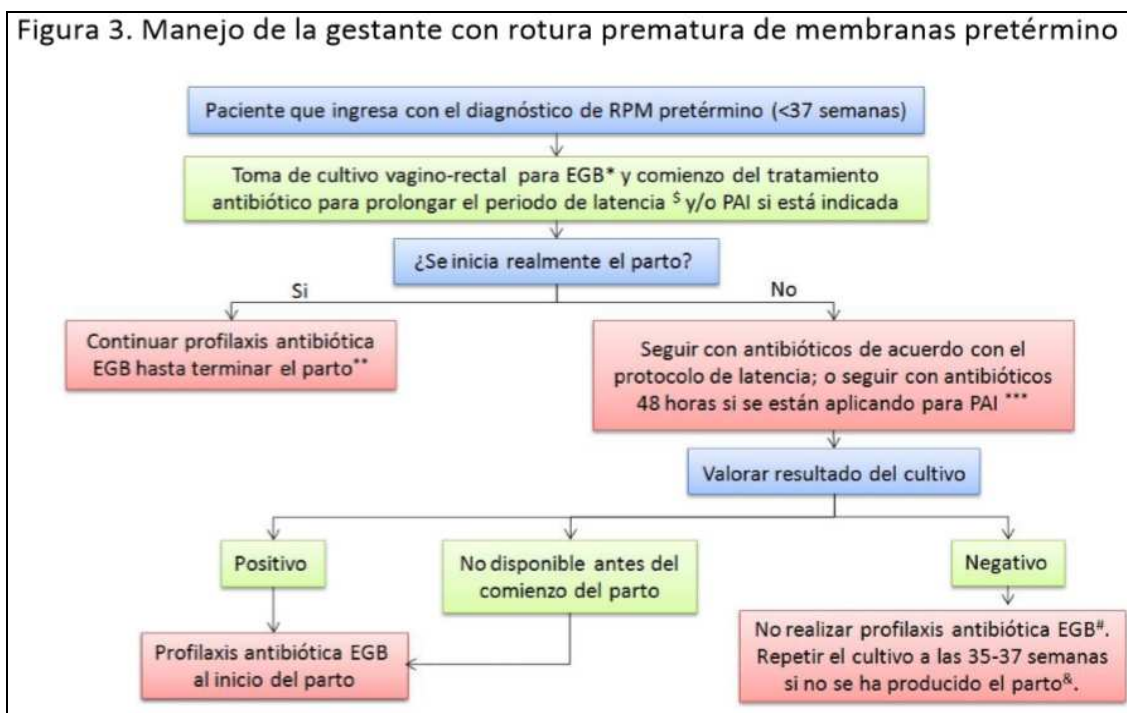 Figura 3. Manejo de la gestante con rotura prematura de membranas pretérmino
Paciente que ingresa con el diagnóstico de RPM pretérmino (<37 semanas)
Toma de cultivo vagino-rectal para EGB* y comienzo del tratamiento
antibiótico para prolongar el periodo de latencia $ y/o PAI si está indicada
¿Se inicia realmente el parto?
Si
No
Continuar profilaxis antibiótica
EGB hasta terminar el parto**
Seguir con antibióticos de acuerdo con el
protocolo de latencia; o seguir con antibióticos
48 horas si se están aplicando para PAI ***
Valorar resultado del cultivo
Positivo
No disponible antes del
comienzo del parto
Negativo
Profilaxis antibiótica EGB
al inicio del parto
No realizar profilaxis antibiótica EGB#.
Repetir el cultivo a las 35-37 semanas
si no se ha producido el parto&.